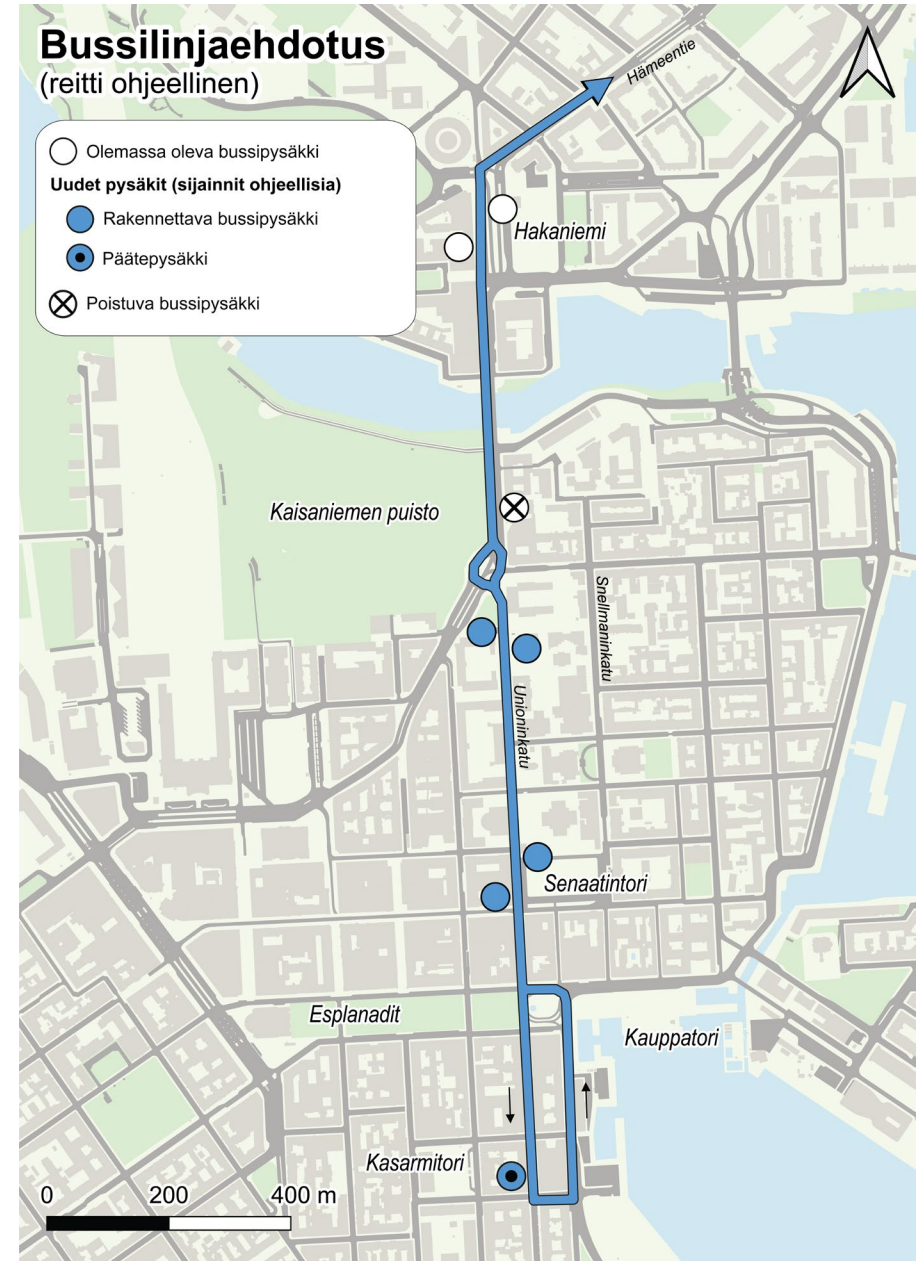 Bussilinjaehdotus
(reitti ohjeellinen)
Olemassa oleva bussipysäkki
Uudet pysäkit (sijainnit ohjeellisia)
Rakennettava bussipysäkki
Päätepysäkki
Poistuva bussipysäkki
Hämeentie
Hakaniemi
Kaisaniemen puisto
Snellmaninkatu
Unioninkatu
Senaatintori
Esplanadit
Kauppatori
Kasarmitori
0 200 400 m